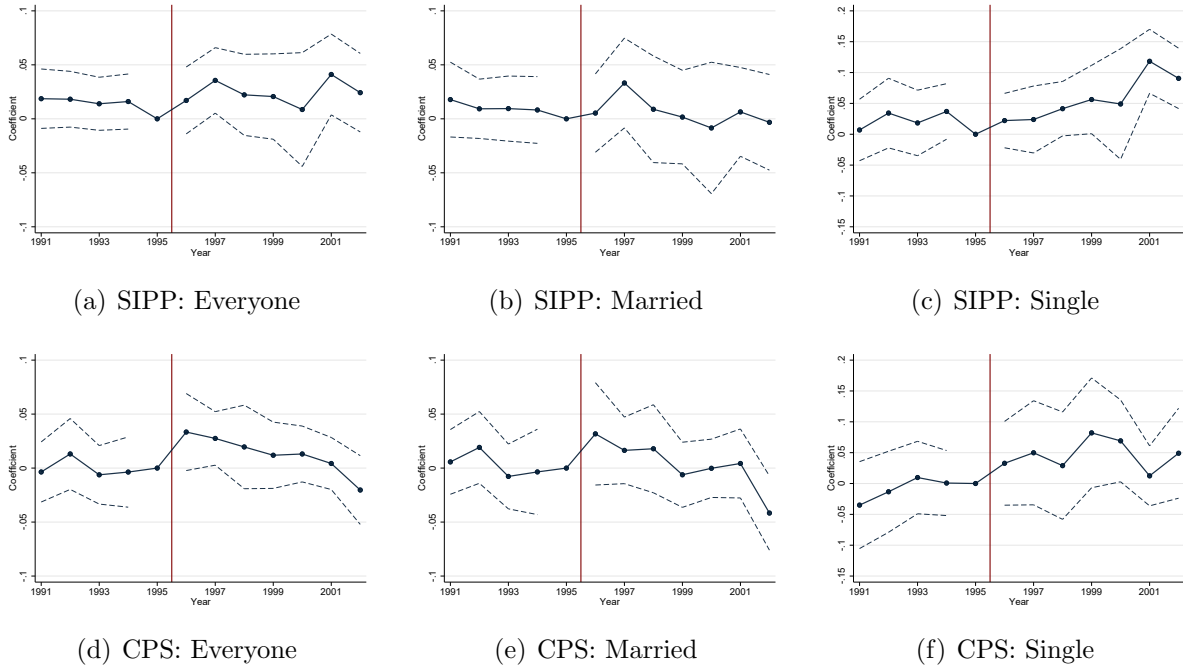 .1
.05
0
-.05
-.1
Coefficient
1991 1993 1995 1997 1999 2001
Year
(a) SIPP: Everyone
.1
.05
0
-.05
-.1
Coefficient
1991 1993 1995 1997 1999 2001
Year
(b) SIPP: Married
.2
.15
.1
.05
0
-.05
-.1
-.15
Coefficient
1991 1993 1995 1997 1999 2001
Year
(c) SIPP: Single
.1
.05
0
-.05
-.1
Coefficient
1991 1993 1995 1997 1999 2001
Year
(d) CPS: Everyone
.1
.05
0
-.05
-.1
Coefficient
1991 1993 1995 1997 1999 2001
Year
(e) CPS: Married
.2
.15
.1
.05
0
-.05
-.1
-.15
Coefficient
1991 1993 1995 1997 1999 2001
Year
(f) CPS: Single